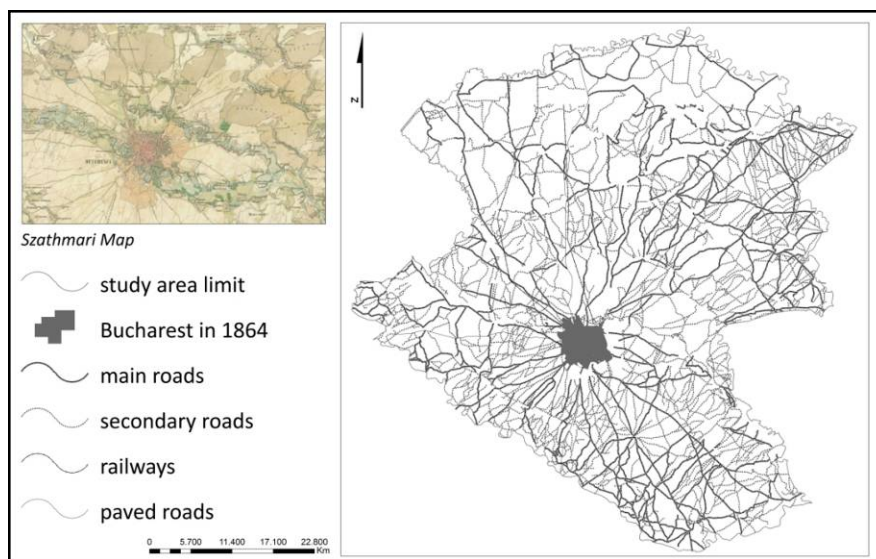 Szathmari Map
study area limit
Bucharest in 1864
main roads
secondary roads
railways
paved roads
0 5.700 11.400 17.100 22.800
Km
N